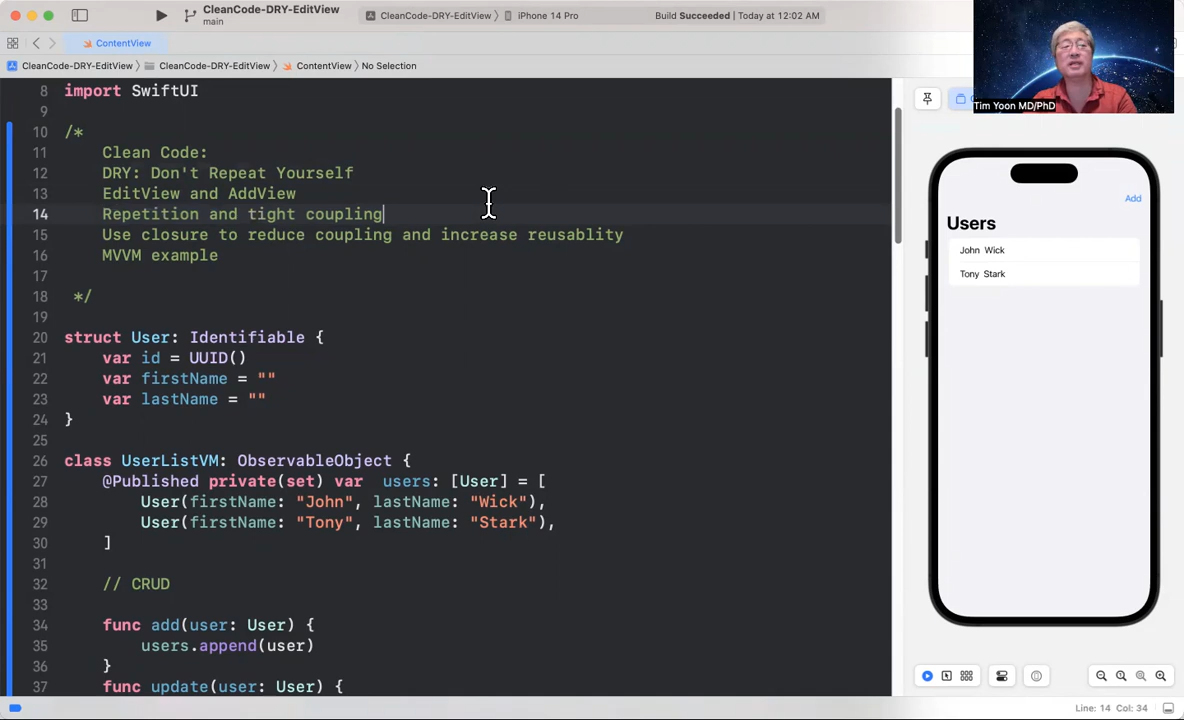 CleanCode-DRY-EditView
main
CleanCode-DRY-EditView
iPhone 14 Pro
Build Succeeded | Today at 12:02 AM
ContentView
CleanCode-DRY-EditView
CleanCode-DRY-EditView
ContentView
No Selection
8 import SwiftUI
9
10 /*
11 Clean Code:
12 DRY: Don't Repeat Yourself
13 EditView and AddView
14 Repetition and tight coupling
15 Use closure to reduce coupling and increase reusablity
16 MVVM example
17
18 */
19
20 struct User: Identifiable {
21 var id = UUID()
22 var firstName = ""
23 var lastName = ""
24 }
25
26 class UserListVM: ObservableObject {
27 @Published private(set) var  users: [User] = [
28 User(firstName: "John", lastName: "Wick"),
29 User(firstName: "Tony", lastName: "Stark"),
30 ]
31
32 // CRUD
33
34 func add(user: User) {
35 users.append(user)
36 }
37 func update(user: User) {
Tim Yoon MD/PhD
Add
Users
John Wick
Tony Stark
Line: 14 Col: 34